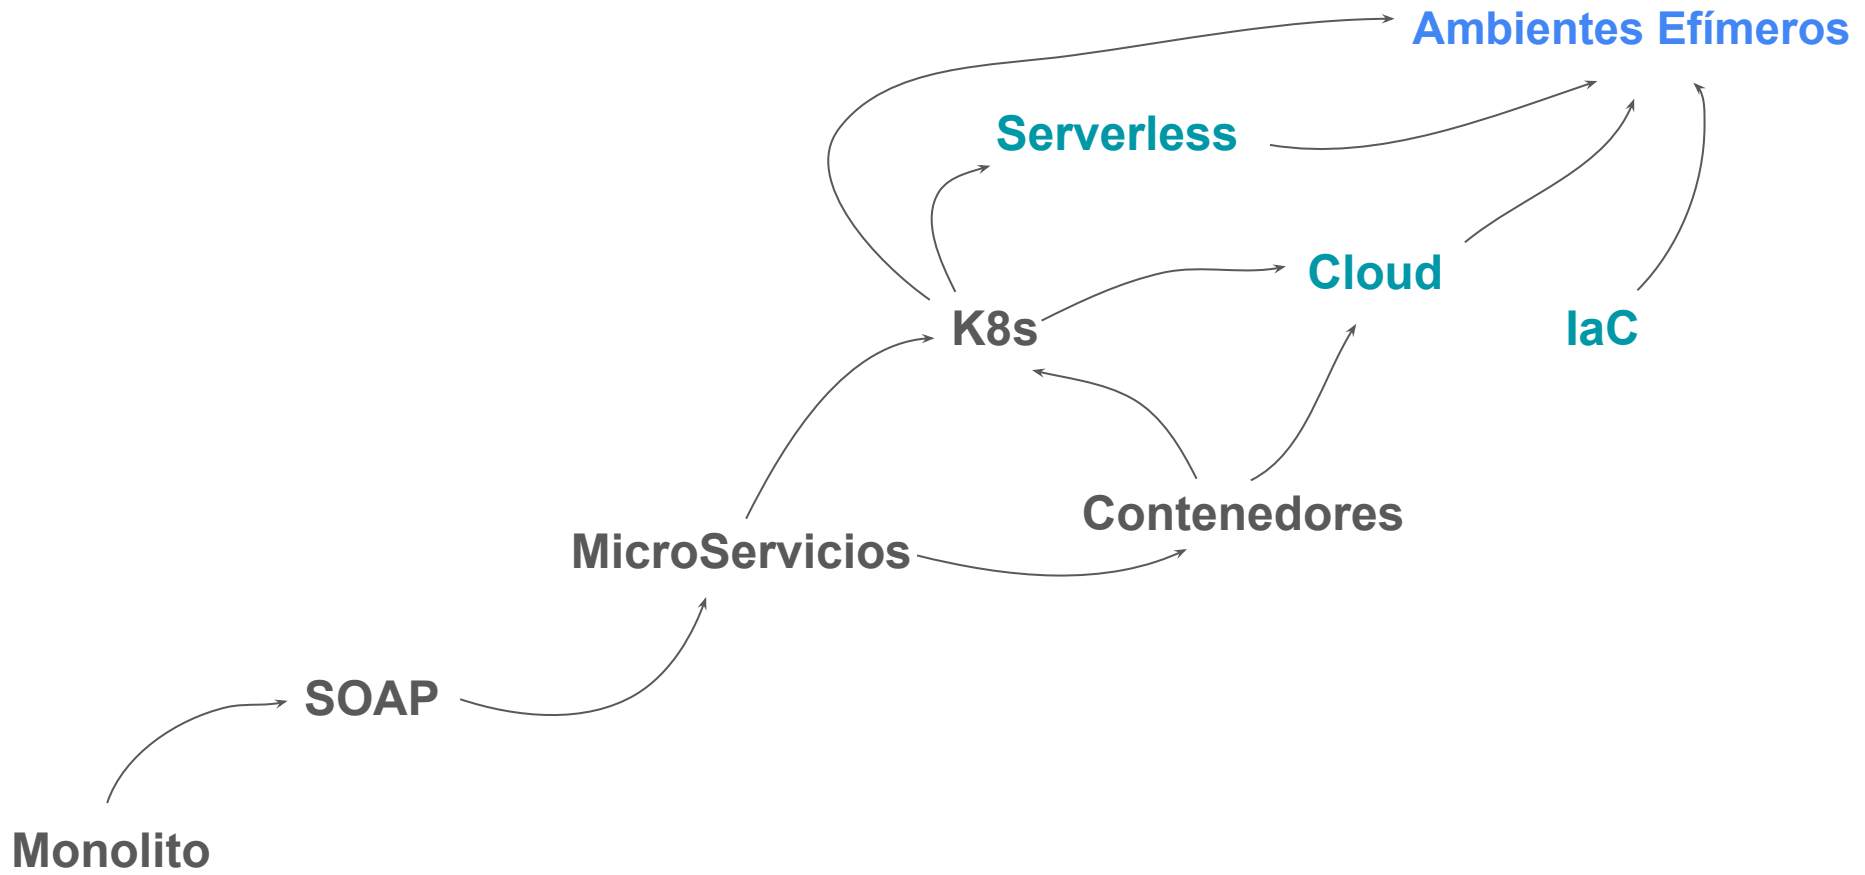 Ambientes Efímeros
Serverless
Cloud
K8s
IaC
Contenedores
MicroServicios
SOAP
Monolito